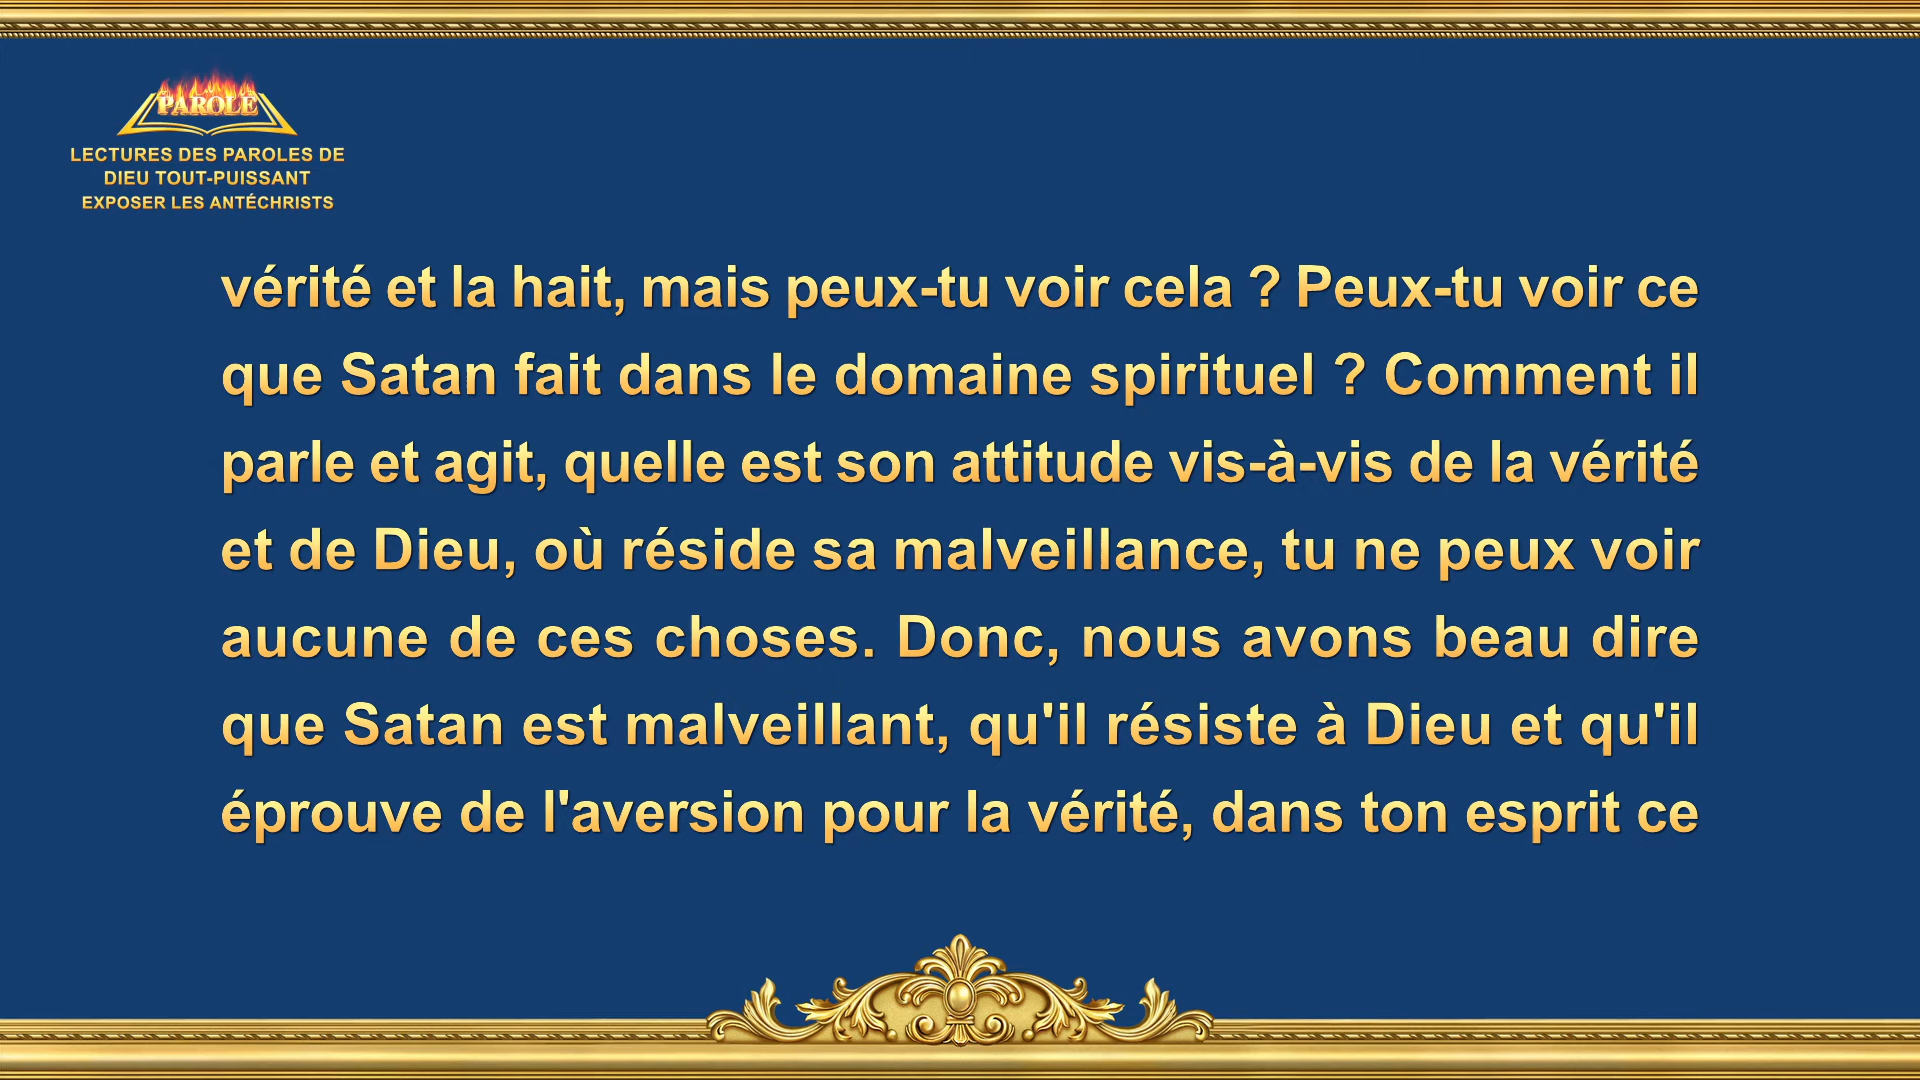 PAROLE
LECTURES DES PAROLES DE
DIEU TOUT-PUISSANT
EXPOSER LES ANTÉCHRISTS
vérité et la hait, mais peux-tu voir cela ? Peux-tu voir ce
que Satan fait dans le domaine spirituel ? Comment il
parle et agit, quelle est son attitude vis-à-vis de la vérité
et de Dieu, où réside sa malveillance, tu ne peux voir
aucune de ces choses. Donc, nous avons beau dire
que Satan est malveillant, qu'il résiste à Dieu et qu'il
éprouve de l'aversion pour la vérité, dans ton esprit ce